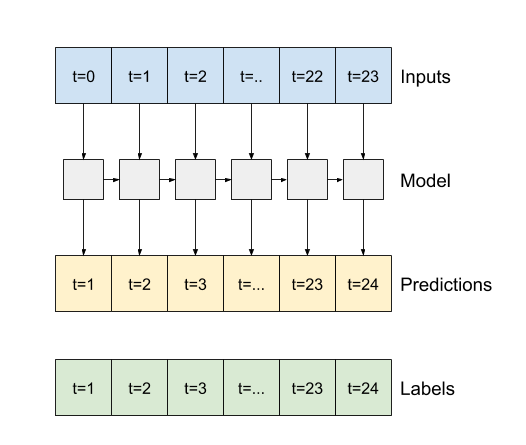 t=0 t=1 t=2 t=.. t=22 t=23 Inputs
Model
t=1 t=2 t=3 t=... t=23 t=24 Predictions
t=1 t=2 t=3 t=... t=23 t=24 Labels